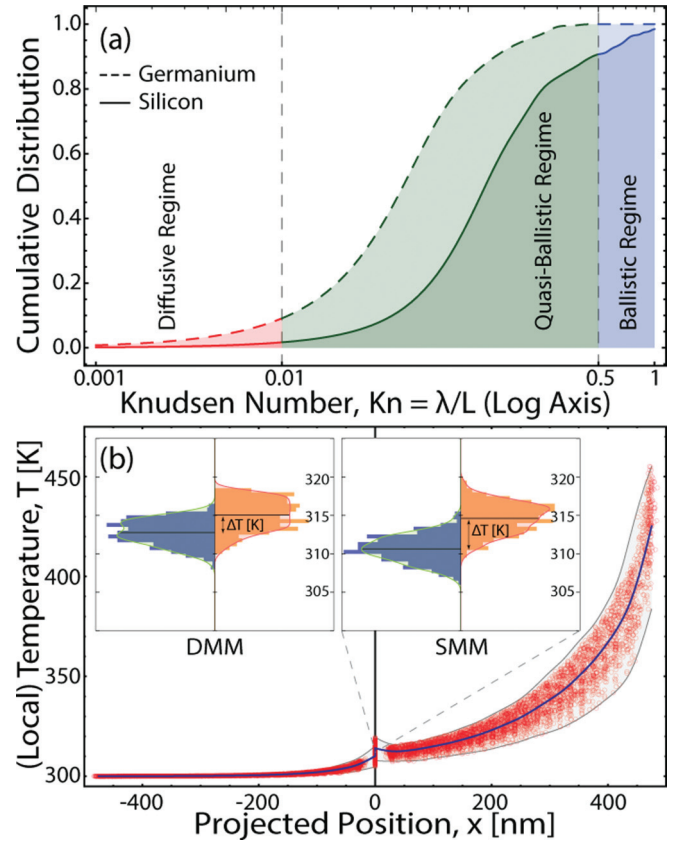 (a)
Germanium
Silicon
Cumulative Distribution
1.0
0.8
0.6
0.4
0.2
0.0
Diffusive Regime
Quasi-Ballistic Regime
Ballistic Regime
0.001
0.01
0.5
1
Knudsen Number, Kn = λ/L (Log Axis)
(b)
(Local) Temperature, T [K]
450
400
350
300
320
315
310
305
ΔT [K]
DMM
320
315
310
305
ΔT [K]
SMM
-400
-200
0
200
400
Projected Position, x [nm]